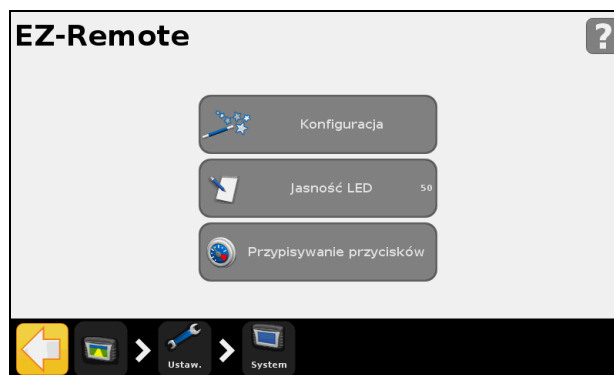 EZ-Remote
?
Konfiguracja
Jasność LED 50
Przypisywanie przycisków
Ustaw. System